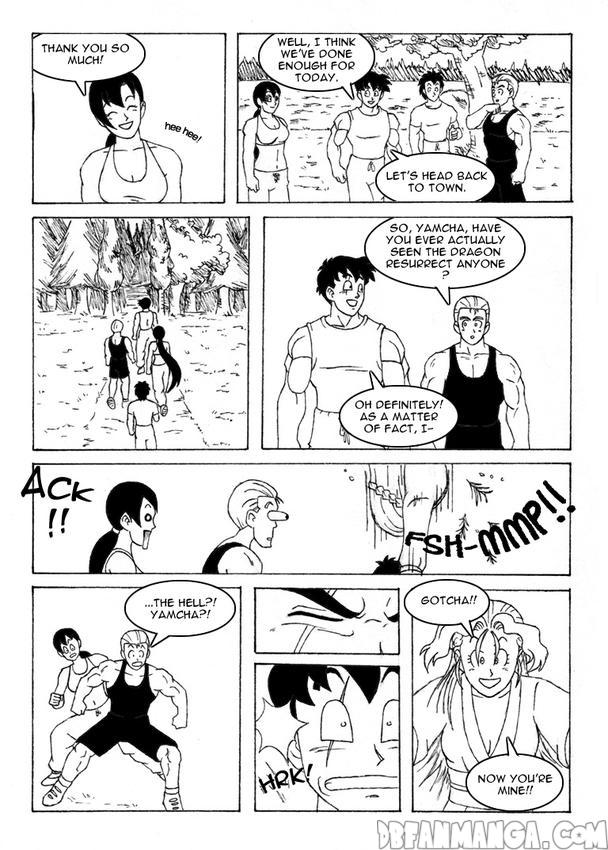 THANK YOU SO
MUCH!
hee hee!
WELL, I THINK
WE'VE DONE
ENOUGH FOR
TODAY.
LET'S HEAD BACK
TO TOWN.
SO, YAMCHA, HAVE
YOU EVER ACTUALLY
SEEN THE DRAGON
RESURRECT ANYONE
?
OH DEFINITELY!
AS A MATTER
OF FACT, I-
ACK
!!
FSH-MMP!!
...THE HELL?!
YAMCHA?!
HRK!
GOTCHA!!
NOW YOU'RE
MINE!!
DBFANMANGA.COM